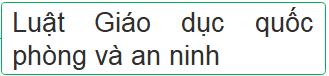 Luật Giáo dục quốc
phòng và an ninh